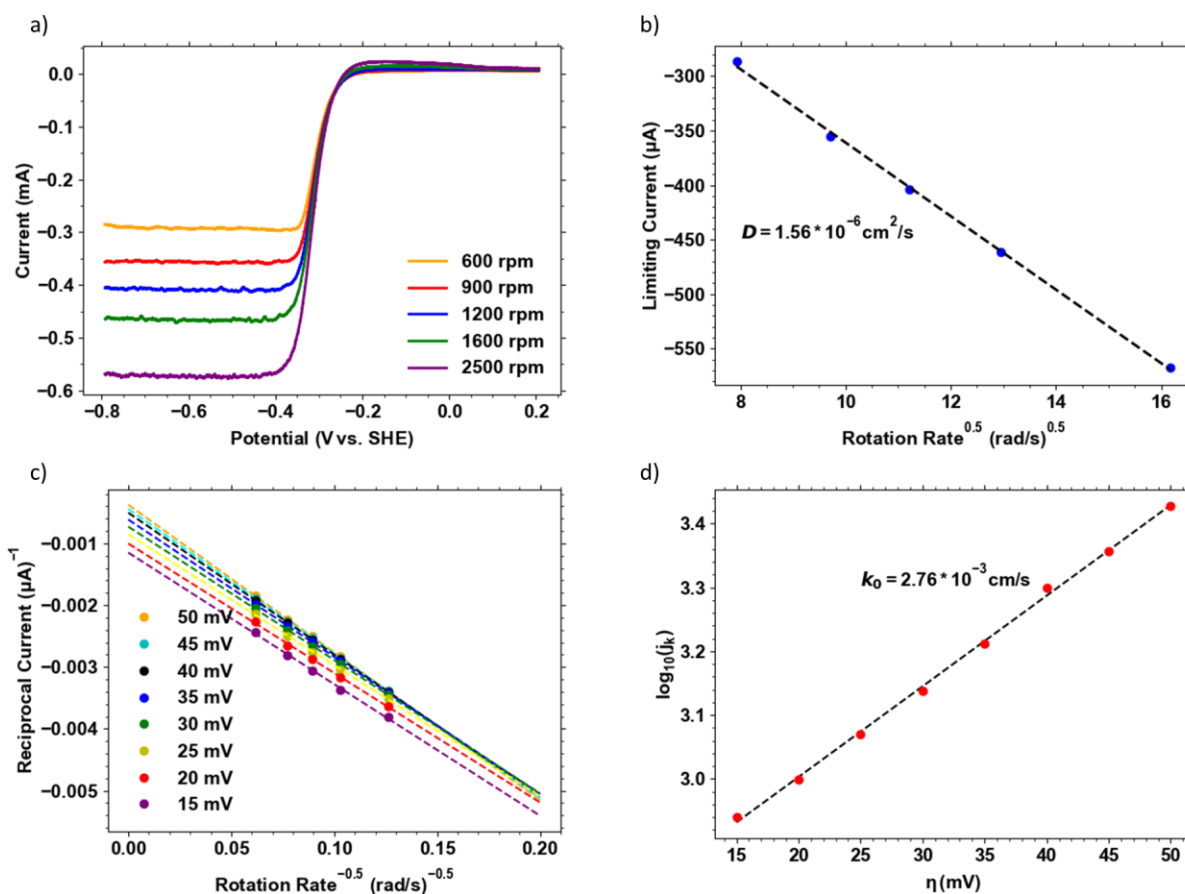 a)
0.0
−0.1
−0.2
−0.3
−0.4
−0.5
−0.6
Current (mA)
600 rpm
900 rpm
1200 rpm
1600 rpm
2500 rpm
−0.8 −0.6 −0.4 −0.2 0.0 0.2
Potential (V vs. SHE)
b)
−300
−350
−400
−450
−500
−550
Limiting Current (μA)
D = 1.56 * 10⁻⁶ cm²/s
8 10 12 14 16
Rotation Rate^0.5 (rad/s)^0.5
c)
−0.001
−0.002
−0.003
−0.004
−0.005
Reciprocal Current (μA)⁻¹
50 mV
45 mV
40 mV
35 mV
30 mV
25 mV
20 mV
15 mV
0.00 0.05 0.10 0.15 0.20
Rotation Rate^−0.5 (rad/s)^−0.5
d)
3.4
3.3
3.2
3.1
3.0
log₁₀(jₖ)
k₀ = 2.76 * 10⁻³ cm/s
15 20 25 30 35 40 45 50
η (mV)